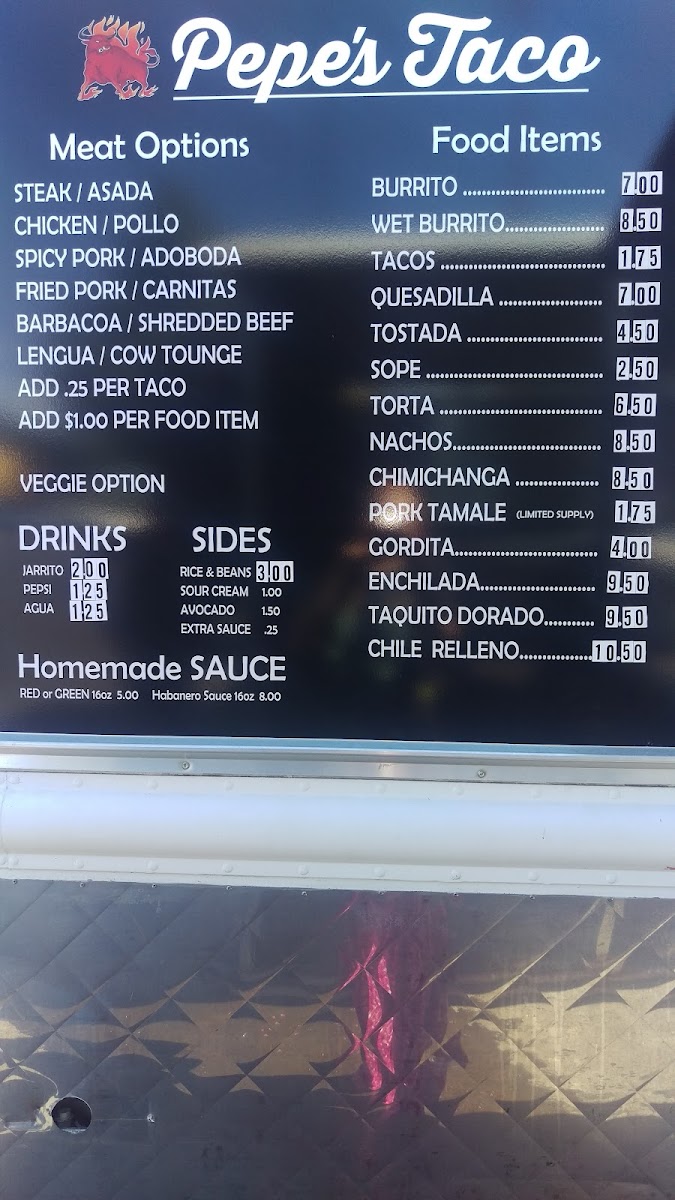 Pepe's Taco
Meat Options
STEAK / ASADA
CHICKEN / POLLO
SPICY PORK / ADOBODA
FRIED PORK / CARNITAS
BARBACOA / SHREDDED BEEF
LENGUA / COW TOUNGE
ADD .25 PER TACO
ADD $1.00 PER FOOD ITEM
VEGGIE OPTION
DRINKS
JARRITO 2.00
PEPSI 1.25
AGUA 1.25
SIDES
RICE & BEANS 3.00
SOUR CREAM 1.00
AVOCADO 1.50
EXTRA SAUCE .25
Homemade SAUCE
RED or GREEN 16oz 5.00 Habanero Sauce 16oz 8.00
Food Items
BURRITO ................................ 7.00
WET BURRITO...................... 8.50
TACOS ..................................... 1.75
QUESADILLA ....................... 7.00
TOSTADA .............................. 4.50
SOPE ....................................... 2.50
TORTA .................................... 6.50
NACHOS................................. 8.50
CHIMICHANGA ................... 8.50
PORK TAMALE (LIMITED SUPPLY) 1.75
GORDITA................................ 4.00
ENCHILADA.......................... 9.50
TAQUITO DORADO........... 9.50
CHILE RELLENO................10.50